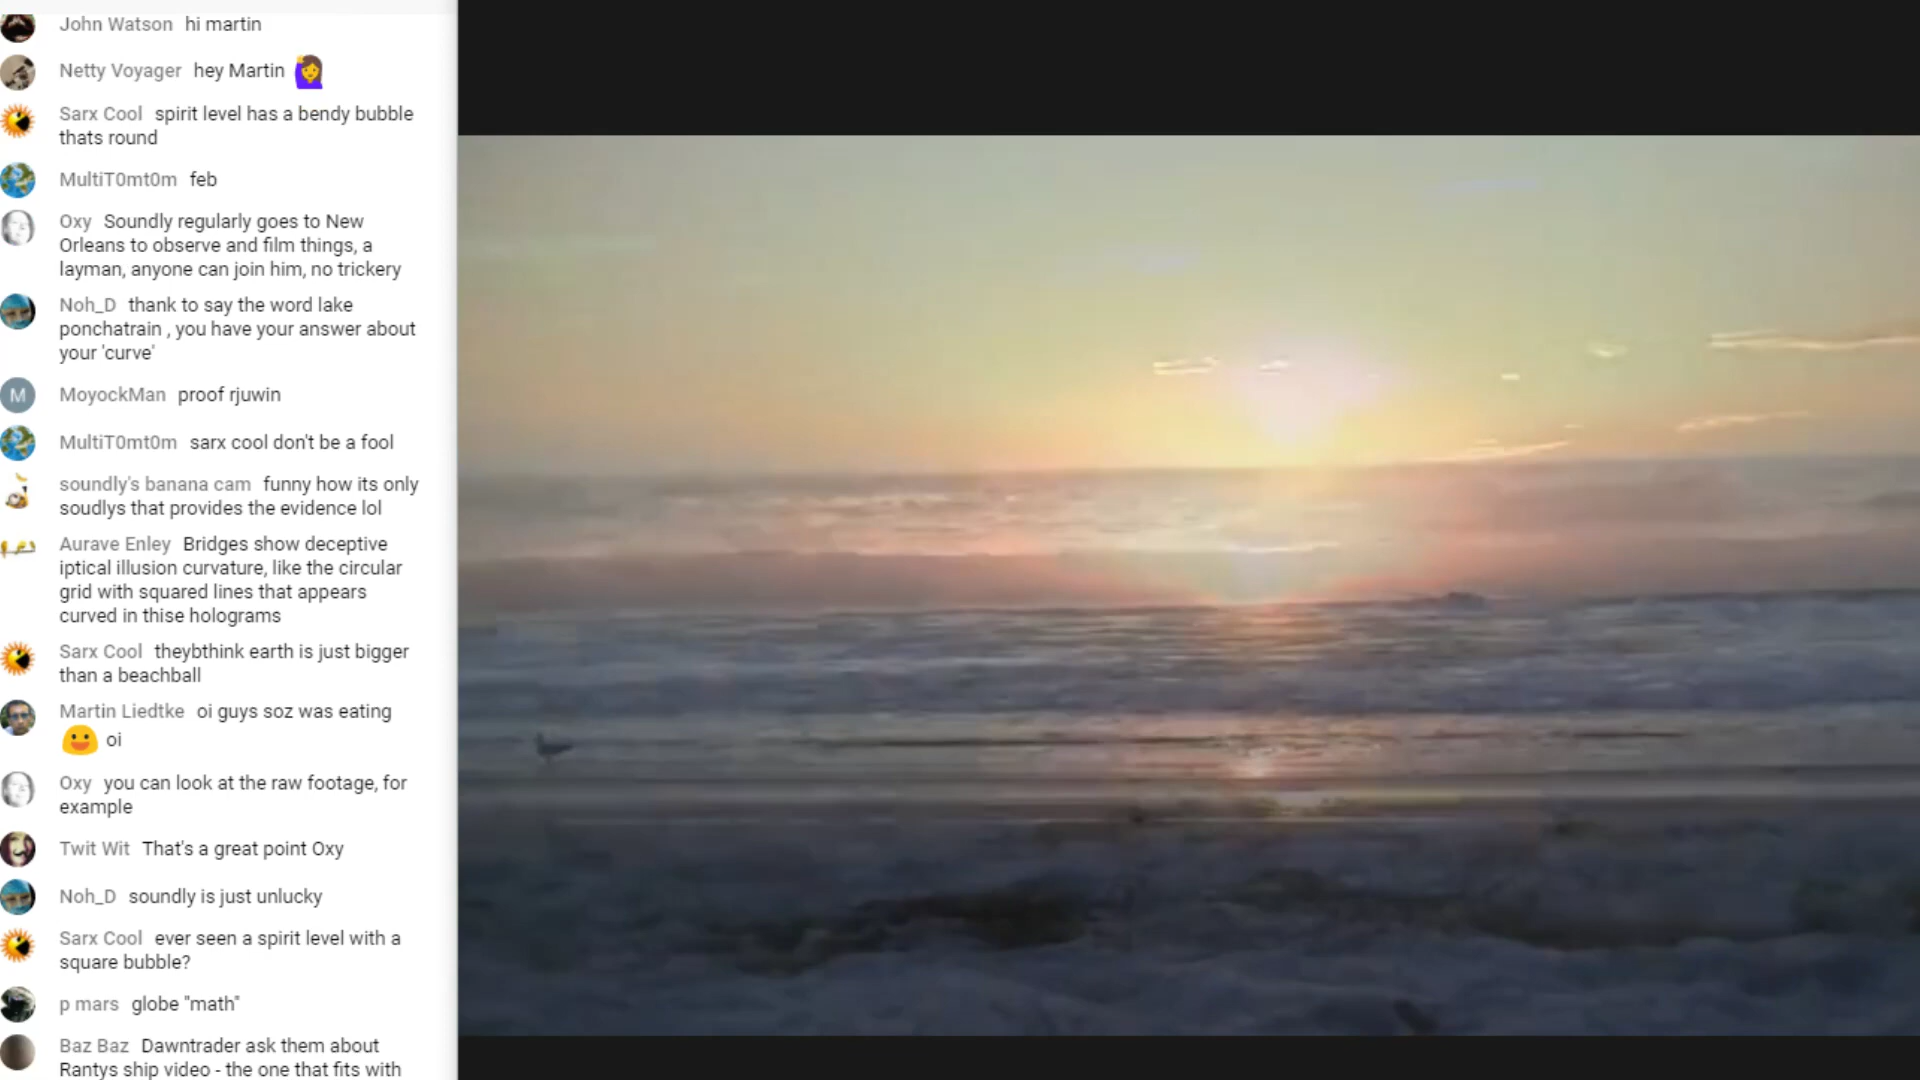 John Watson hi martin
Netty Voyager hey Martin 🙋‍♀️
Sarx Cool spirit level has a bendy bubble
thats round
MultiT0mt0m feb
Oxy Soundly regularly goes to New
Orleans to observe and film things, a
layman, anyone can join him, no trickery
Noh_D thank to say the word lake
ponchatrain , you have your answer about
your 'curve'
M
MoyockMan proof rjuwin
MultiT0mt0m sarx cool don't be a fool
soundly's banana cam funny how its only
soudlys that provides the evidence lol
Aurave Enley Bridges show deceptive
iptical illusion curvature, like the circular
grid with squared lines that appears
curved in thise holograms
Sarx Cool theybthink earth is just bigger
than a beachball
Martin Liedtke oi guys soz was eating
😃 oi
Oxy you can look at the raw footage, for
example
Twit Wit That's a great point Oxy
Noh_D soundly is just unlucky
Sarx Cool ever seen a spirit level with a
square bubble?
p mars globe "math"
Baz Baz Dawntrader ask them about
Rantys ship video - the one that fits with